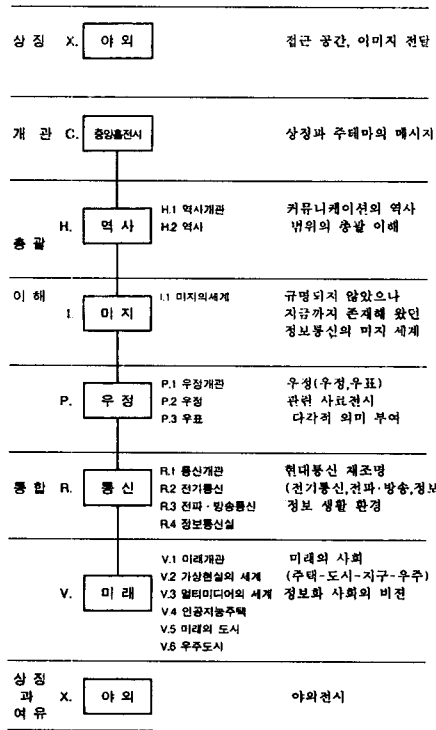 상 징 X. 야 외 접근 공간, 이미지 전달
개 관 C. 중앙홀전시 상징과 주테마의 메시지
총 괄 H. 역 사 H.1 역사개관 커뮤니케이션의 역사
H.2 역사 범위의 총괄 이해
이 해 I. 미 지 I.1 미지의세계 규명되지 않았으나
지금까지 존재해 왔던
정보통신의 미지 세계
P. 우 정 P.1 우정개관 우정(우정,우표)
P.2 우정 관련 사료전시
P.3 우표 다각적 의미 부여
통 합 R. 통 신 R.1 통신개관 현대통신 재조명
R.2 전기통신 (전기통신,전파·방송,정보
R.3 전파·방송통신 정보 생활 환경
R.4 정보통신실
V. 미 래 V.1 미래개관 미래의 사회
V.2 가상현실의 세계 (주택-도시-지구-우주)
V.3 멀티미디어의 세계 정보화 사회의 비젼
V.4 인공지능주택
V.5 미래의 도시
V.6 우주도시
상 징
과
여 유 X. 야 외 야외전시